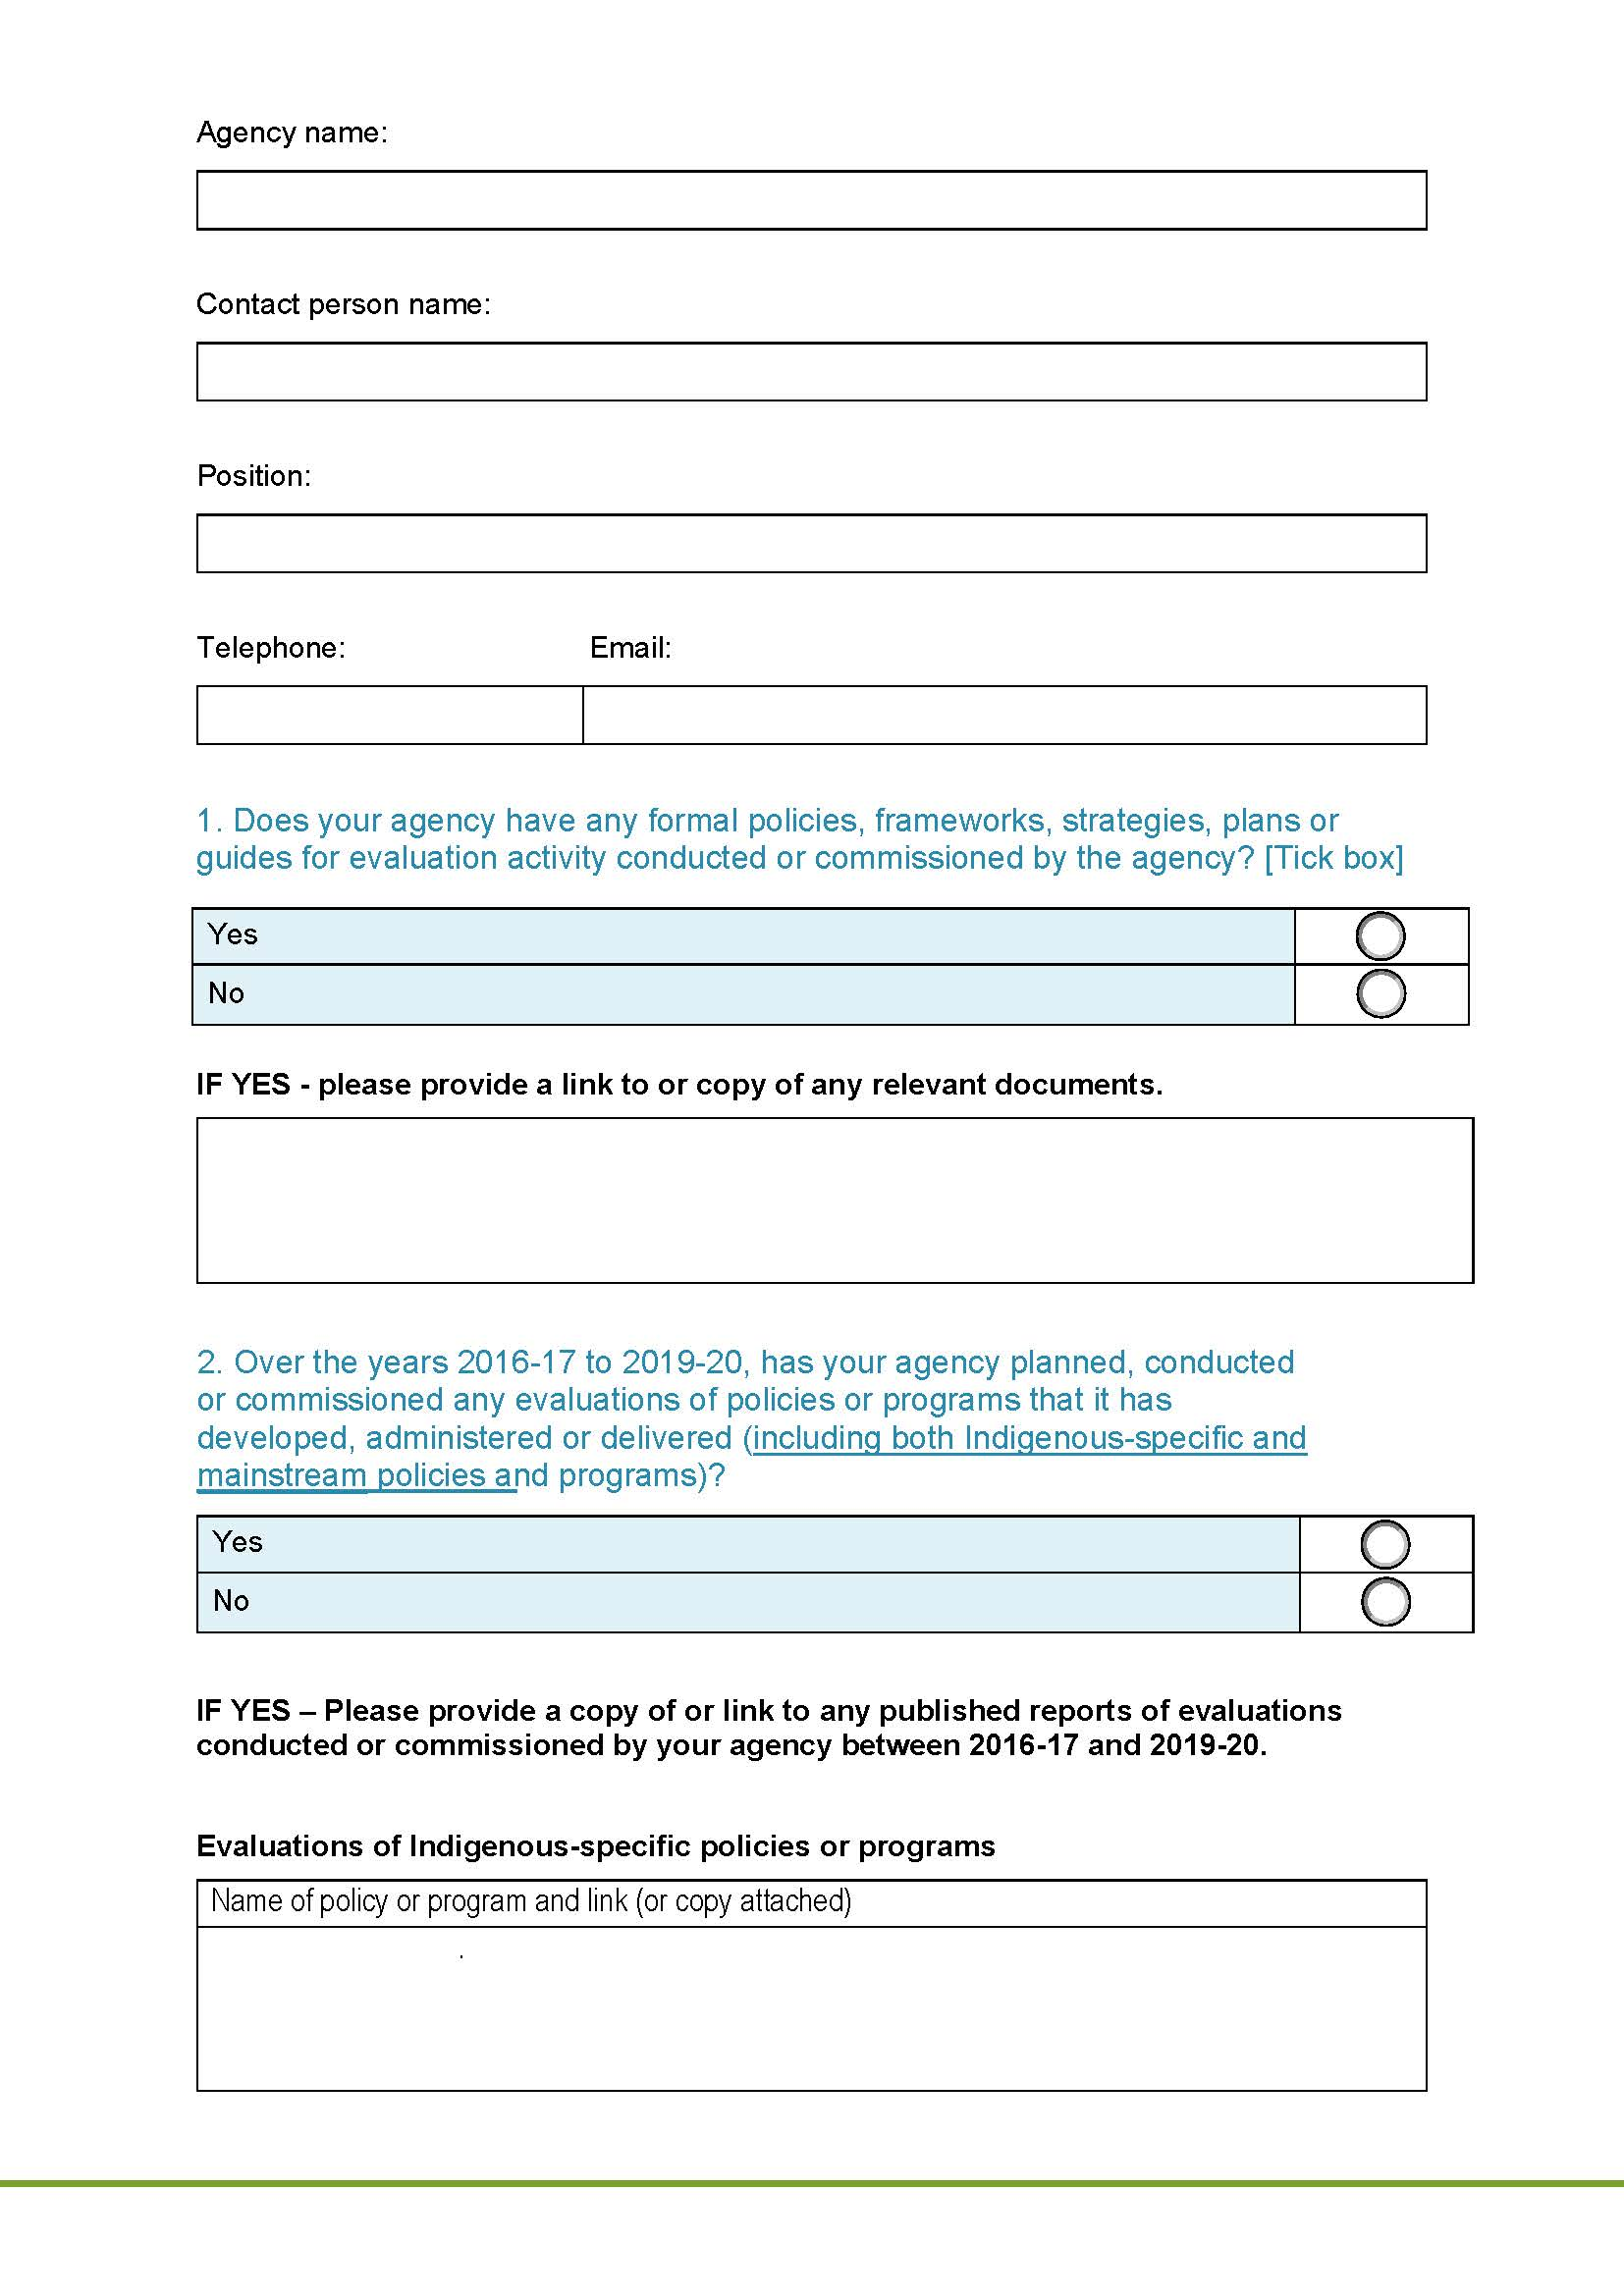 Agency name:
Contact person name:
Position:
Telephone: Email:
1. Does your agency have any formal policies, frameworks, strategies, plans or
guides for evaluation activity conducted or commissioned by the agency? [Tick box]
Yes
No
IF YES - please provide a link to or copy of any relevant documents.
2. Over the years 2016-17 to 2019-20, has your agency planned, conducted
or commissioned any evaluations of policies or programs that it has
developed, administered or delivered (including both Indigenous-specific and
mainstream policies and programs)?
Yes
No
IF YES – Please provide a copy of or link to any published reports of evaluations
conducted or commissioned by your agency between 2016-17 and 2019-20.
Evaluations of Indigenous-specific policies or programs
Name of policy or program and link (or copy attached)
.